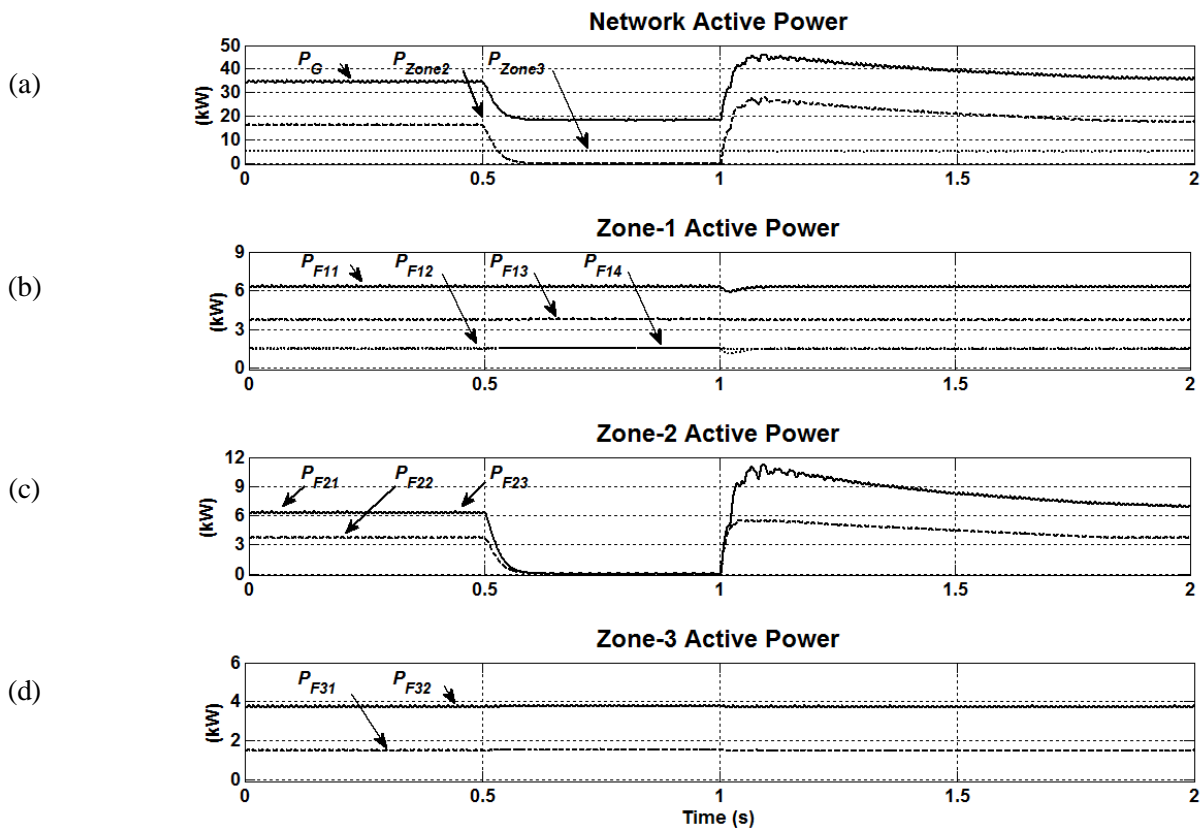 Network Active Power
(a)
(kW)
50
40
30
20
10
0
P_G
P_Zone2
P_Zone3
0
0.5
1
1.5
2
Zone-1 Active Power
(b)
(kW)
9
6
3
0
P_F11
P_F12
P_F13
P_F14
0
0.5
1
1.5
2
Zone-2 Active Power
(c)
(kW)
12
9
6
3
0
P_F21
P_F22
P_F23
0
0.5
1
1.5
2
Zone-3 Active Power
(d)
(kW)
6
4
2
0
P_F31
P_F32
0
0.5
1
1.5
2
Time (s)